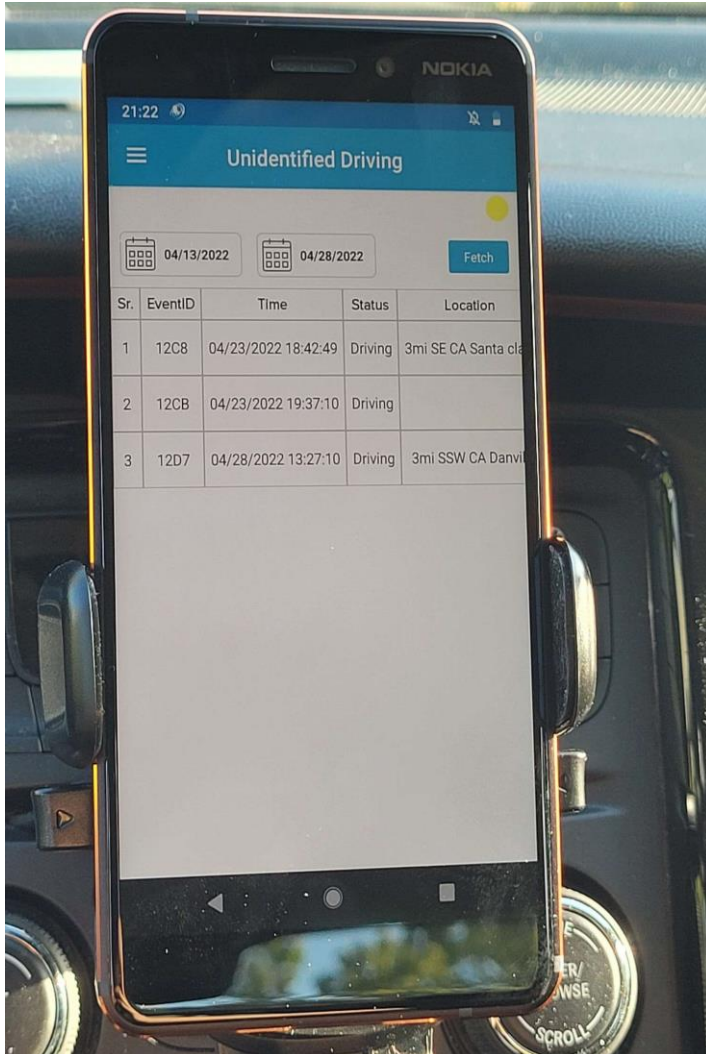 NOKIA
21:22
Unidentified Driving
04/13/2022 04/28/2022 Fetch
Sr. EventID Time Status Location
1 12C8 04/23/2022 18:42:49 Driving 3mi SE CA Santa cla
2 12CB 04/23/2022 19:37:10 Driving
3 12D7 04/28/2022 13:27:10 Driving 3mi SSW CA Danvil
SCROLL